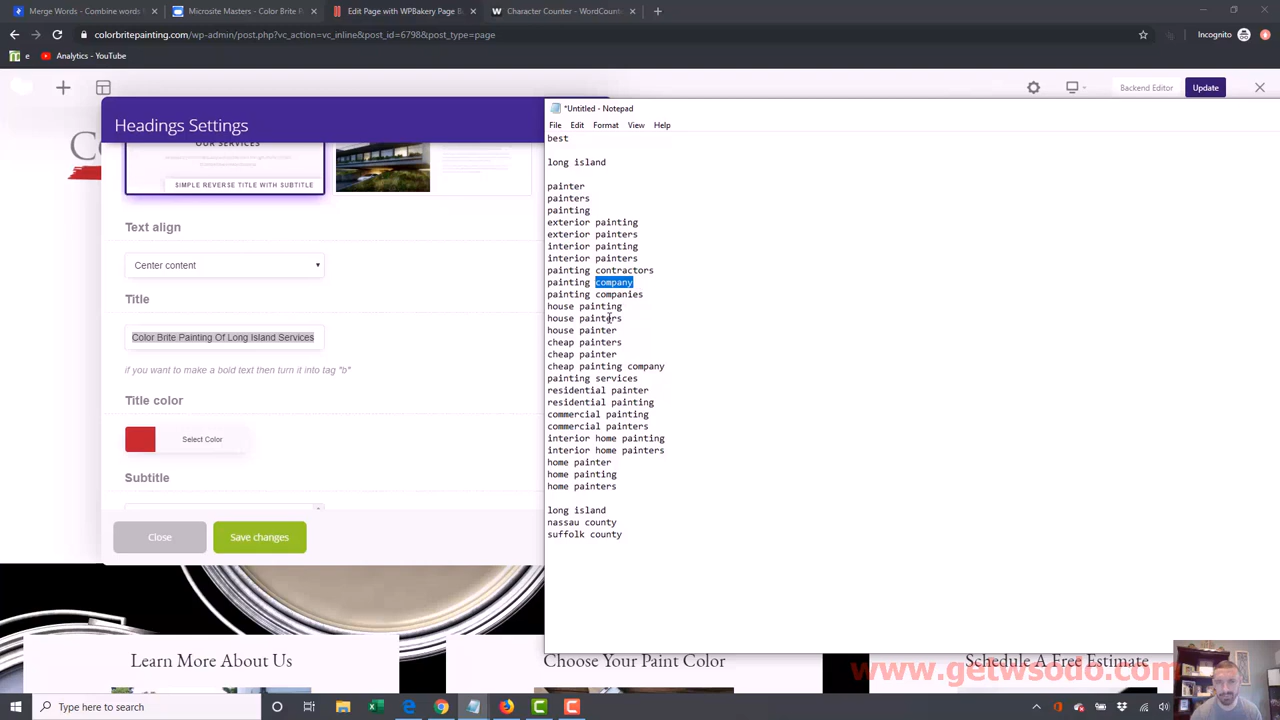 Merge Words - Combine words
Microsite Masters - Color Brite P
Edit Page with WPBakery Page B
Character Counter - WordCount
colorbritepainting.com/wp-admin/post.php?vc_action=vc_inline&post_id=6798&post_type=page
Incognito
e
Analytics - YouTube
Backend Editor
Update
Headings Settings
OUR SERVICES
SIMPLE REVERSE TITLE WITH SUBTITLE
Text align
Center content
Title
Color Brite Painting Of Long Island Services
if you want to make a bold text then turn it into tag *b*
Title color
Select Color
Subtitle
Close
Save changes
*Untitled - Notepad
File Edit Format View Help
best
long island
painter
painters
painting
exterior painting
exterior painters
interior painting
interior painters
painting contractors
painting company
painting companies
house painting
house painters
house painter
cheap painters
cheap painter
cheap painting company
painting services
residential painter
residential painting
commercial painting
commercial painters
interior home painting
interior home painters
home painter
home painting
home painters
long island
nassau county
suffolk county
Learn More About Us
Choose Your Paint Color
Schedule A Free Estimate
www.getwsodo.com
Type here to search